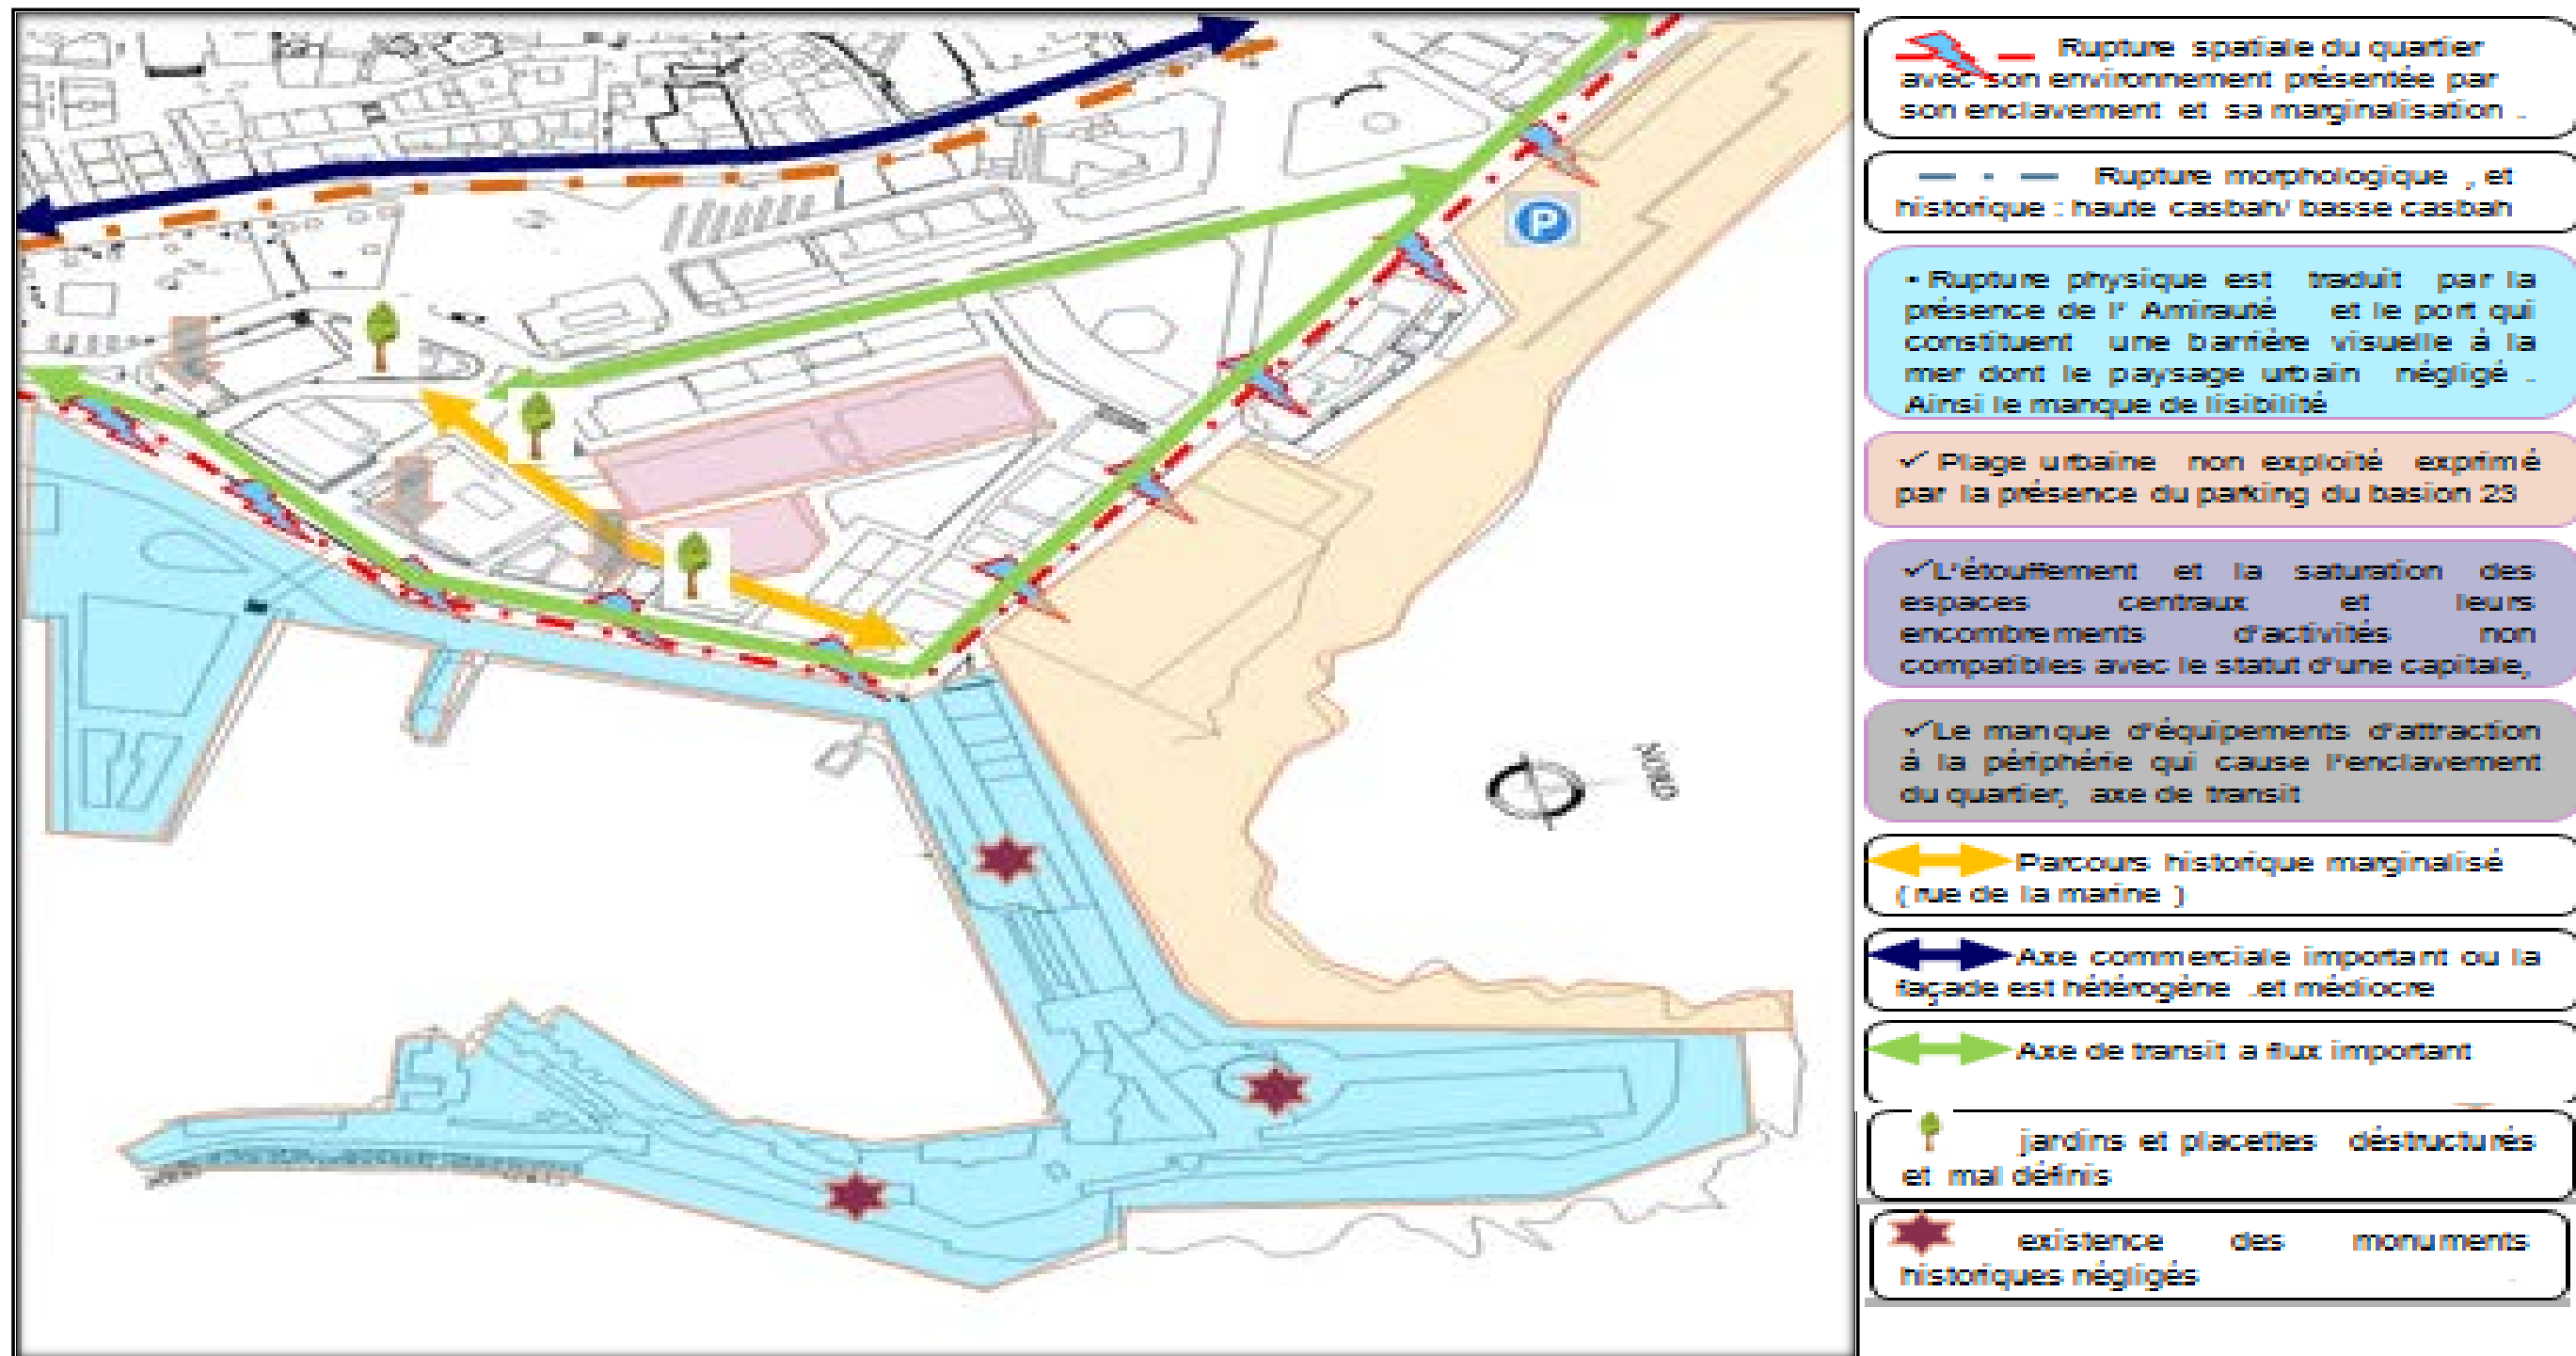 Rupture spatiale du quartier
avec son environnement présentée par
son enclavement et sa marginalisation .
Rupture morphologique , et
historique : haute casbah/ basse casbah
- Rupture physique est traduit par la
présence de l' Amirauté et le port qui
constituent une barrière visuelle à la
mer dont le paysage urbain négligé .
Ainsi le manque de lisibilité
✓ Plage urbaine non exploité exprimé
par la présence du parking du basion 23
✓L'étouffement et la saturation des
espaces centraux et leurs
encombrements d'activités non
compatibles avec le statut d'une capitale,
✓Le manque d'équipements d'attraction
à la périphérie qui cause l'enclavement
du quartier, axe de transit
Parcours historique marginalisé
( rue de la marine )
Axe commerciale important ou la
façade est hétérogène .et médiocre
Axe de transit a flux important
jardins et placettes déstructurés
et mal définis
existence des monuments
historiques négligés
P
NORD